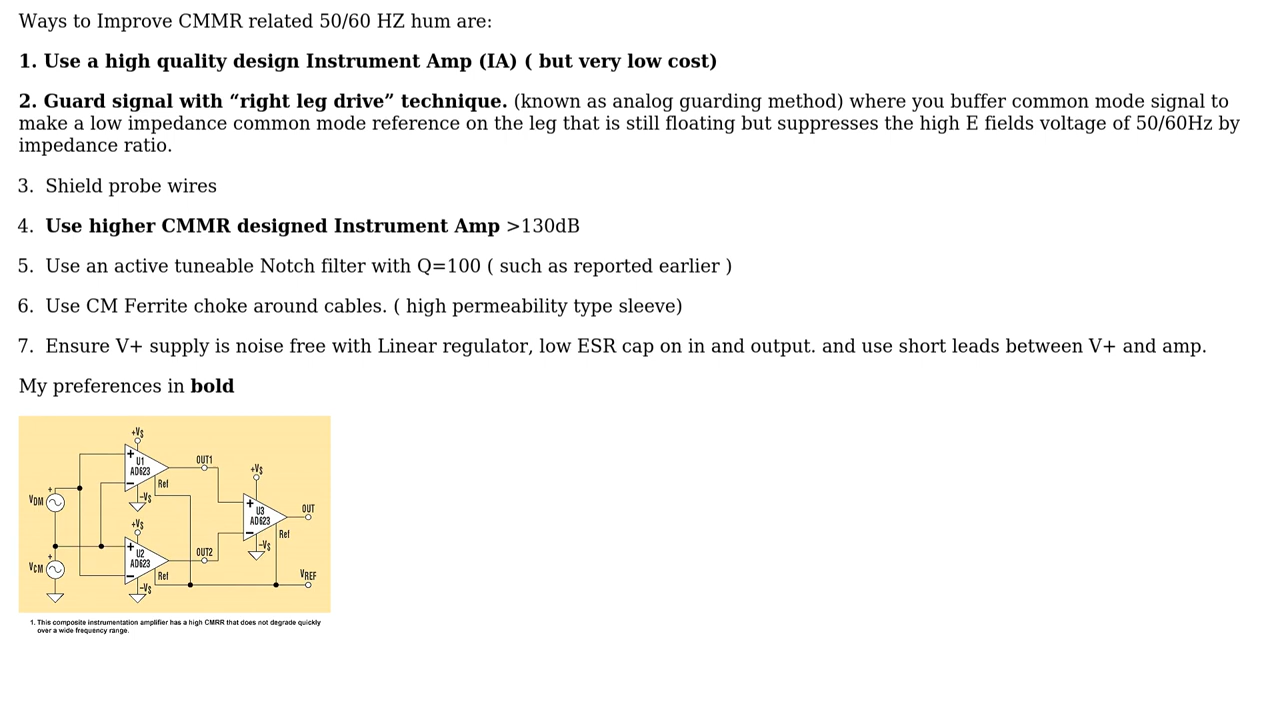 Ways to Improve CMMR related 50/60 HZ hum are:
1. Use a high quality design Instrument Amp (IA) ( but very low cost)
2. Guard signal with “right leg drive” technique. (known as analog guarding method) where you buffer common mode signal to
make a low impedance common mode reference on the leg that is still floating but suppresses the high E fields voltage of 50/60Hz by
impedance ratio.
3. Shield probe wires
4. Use higher CMMR designed Instrument Amp >130dB
5. Use an active tuneable Notch filter with Q=100 ( such as reported earlier )
6. Use CM Ferrite choke around cables. ( high permeability type sleeve)
7. Ensure V+ supply is noise free with Linear regulator, low ESR cap on in and output. and use short leads between V+ and amp.
My preferences in bold
+VS
+
U1
AD623
−
Ref
−VS
OUT1
+VS
VDM
+
+
U3
AD623
−
OUT
Ref
−VS
+VS
+
U2
AD623
−
Ref
−VS
OUT2
VCM
+
VREF
1. This composite instrumentation amplifier has a high CMRR that does not degrade quickly
over a wide frequency range.